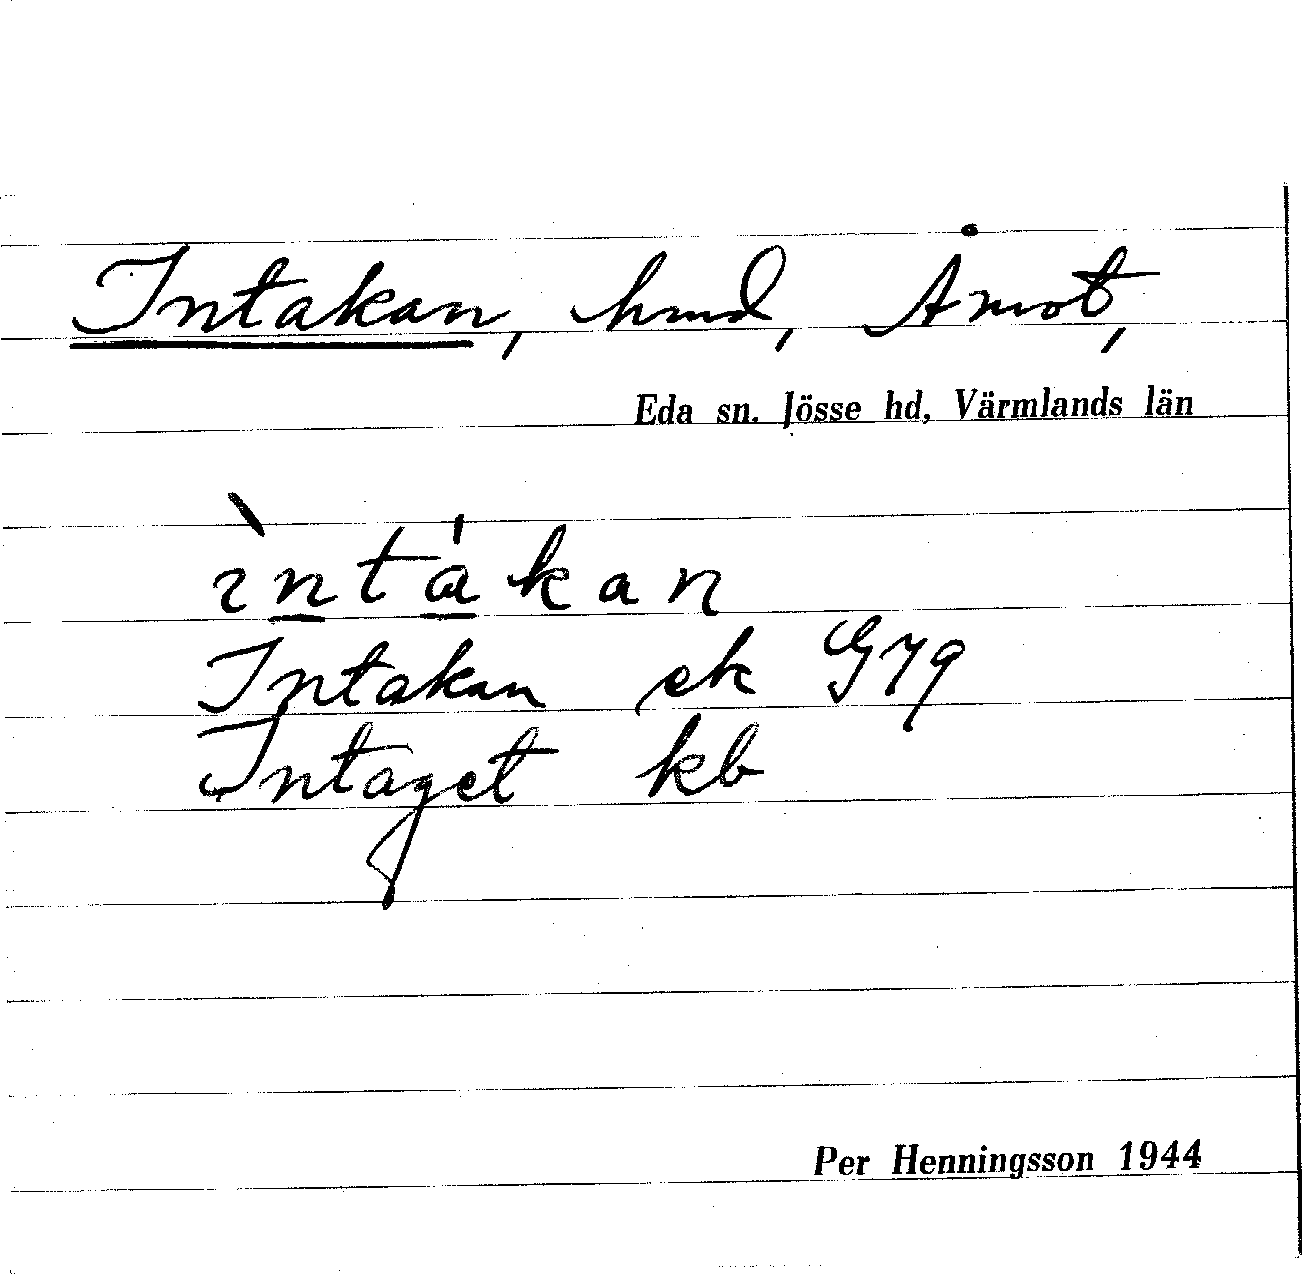 Intakan, hmd, Åmot,
Eda sn. Jösse hd, Värmlands län
ìntákan
Intakan ek G79
Intaget kb
Per Henningsson 1944